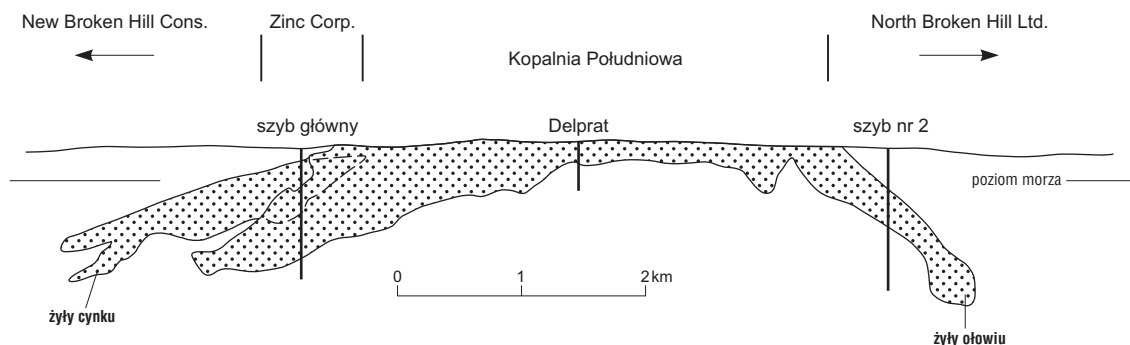 New Broken Hill Cons.
Zinc Corp.
North Broken Hill Ltd.
Kopalnia Południowa
szyb główny
Delprat
szyb nr 2
poziom morza
0 1 2 km
żyły cynku
żyły ołowiu